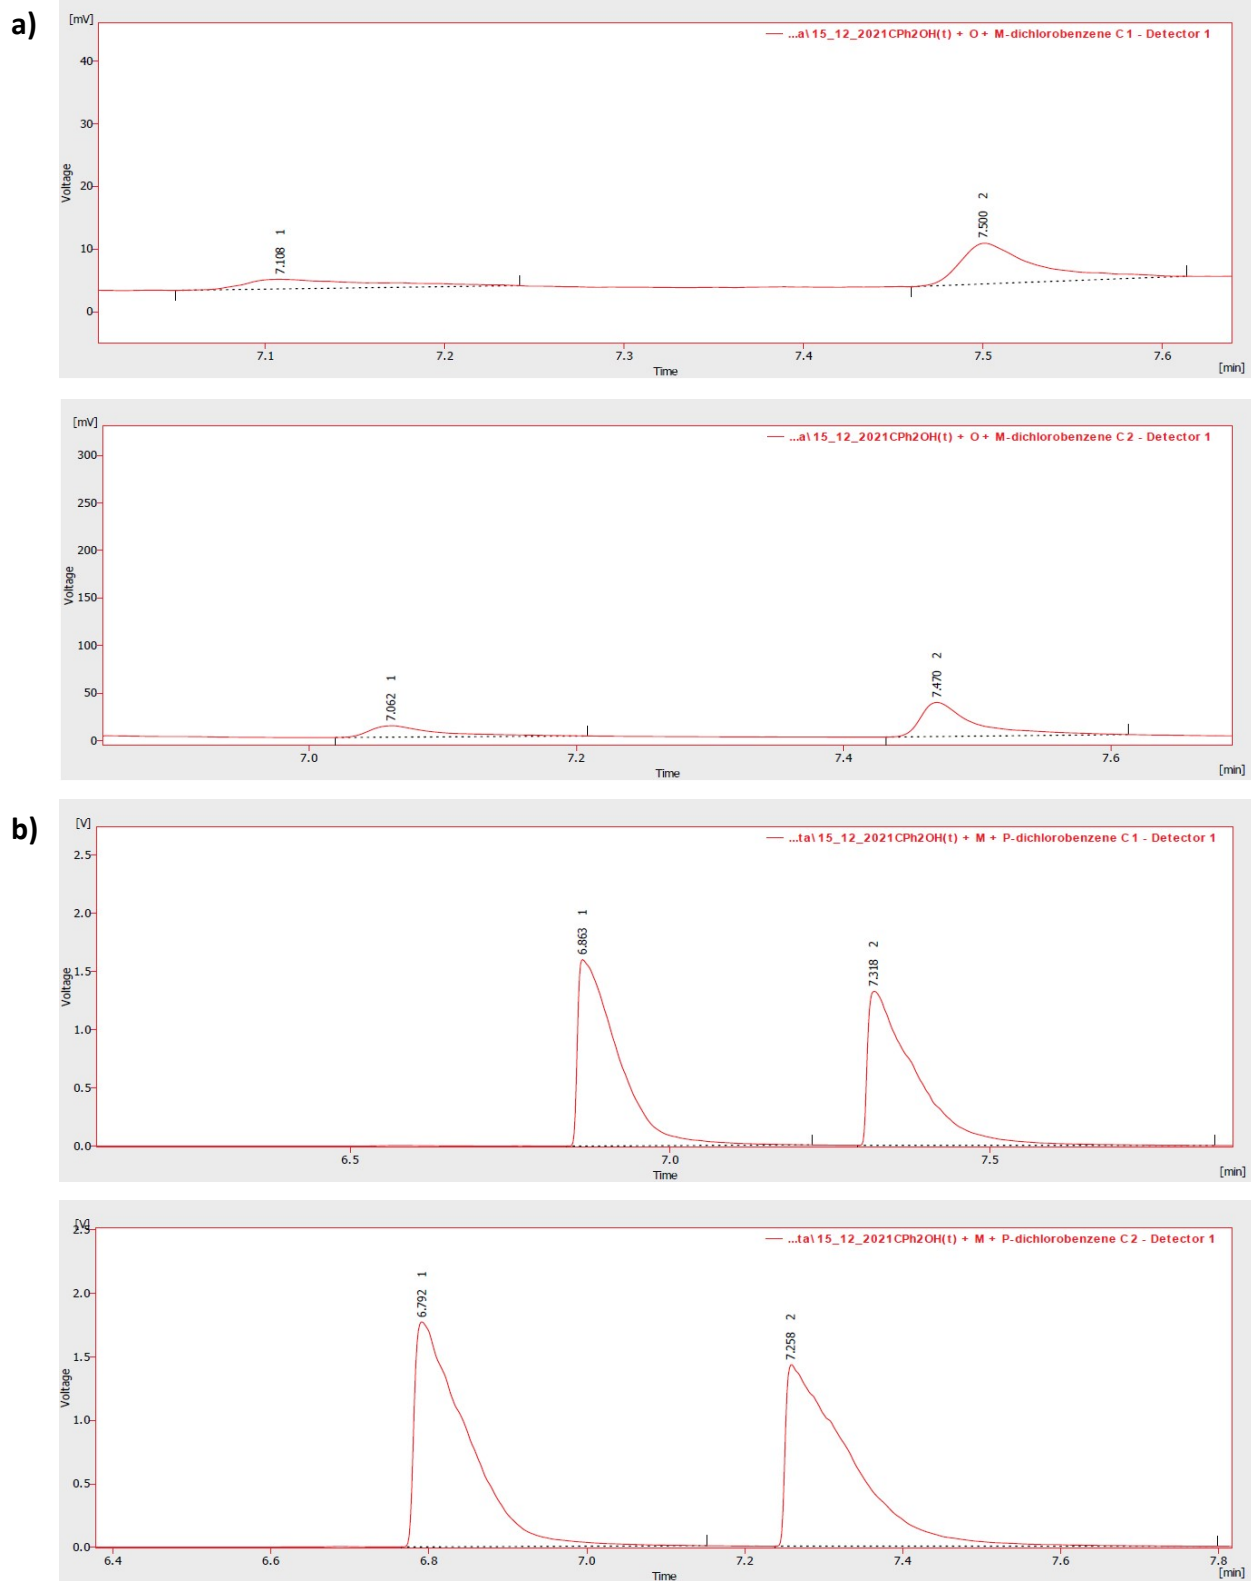 a)
[mV]
...a\15_12_2021CPh2OH(t) + O + M-dichlorobenzene C 1 - Detector 1
40
30
20
10
0
Voltage
7.108 1
7.500 2
7.1 7.2 7.3 7.4 7.5 7.6
Time
[min]
[mV]
...a\15_12_2021CPh2OH(t) + O + M-dichlorobenzene C 2 - Detector 1
300
250
200
150
100
50
0
Voltage
7.062 1
7.470 2
7.0 7.2 7.4 7.6
Time
[min]
b)
[V]
...ta\15_12_2021CPh2OH(t) + M + P-dichlorobenzene C 1 - Detector 1
2.5
2.0
1.5
1.0
0.5
0.0
Voltage
6.863 1
7.318 2
6.5 7.0 7.5
Time
[min]
[V]
...ta\15_12_2021CPh2OH(t) + M + P-dichlorobenzene C 2 - Detector 1
2.5
2.0
1.5
1.0
0.5
0.0
Voltage
6.792 1
7.258 2
6.4 6.6 6.8 7.0 7.2 7.4 7.6 7.8
Time
[min]